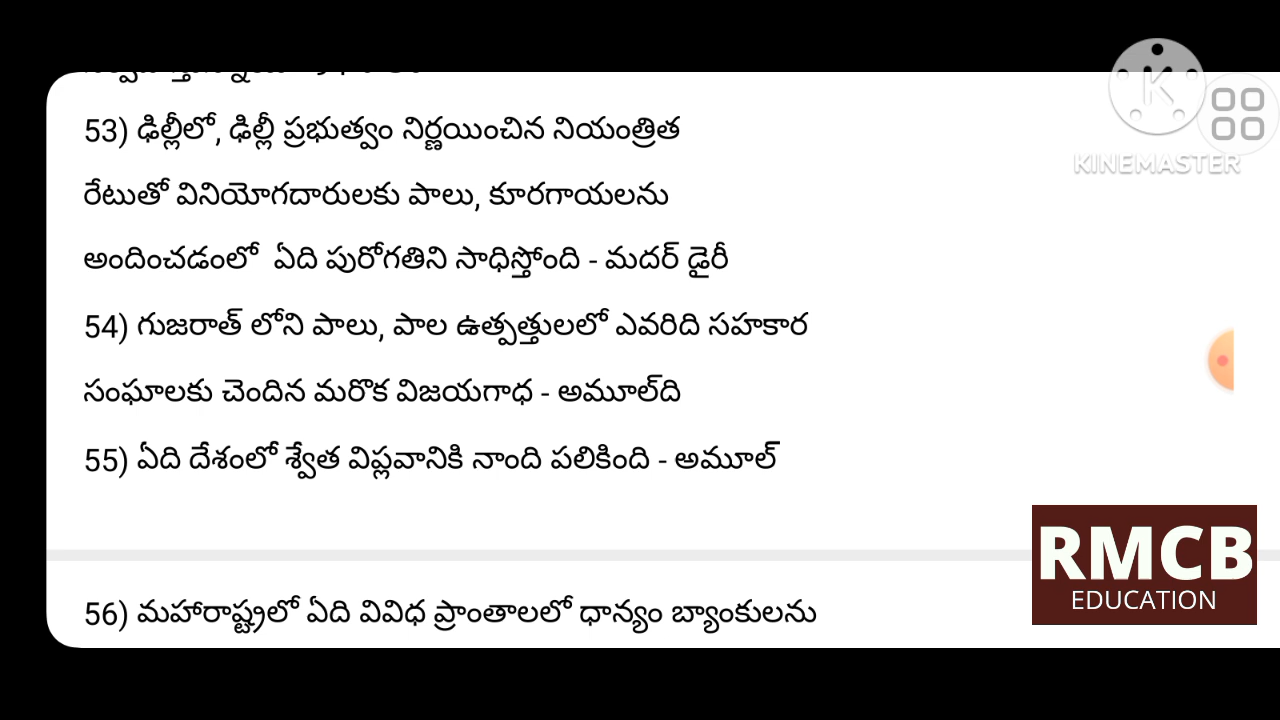 53) ఢిల్లీలో, ఢిల్లీ ప్రభుత్వం నిర్ణయించిన నియంత్రిత
రేటుతో వినియోగదారులకు పాలు, కూరగాయలను
అందించడంలో ఏది పురోగతిని సాధిస్తోంది - మదర్ డైరీ
54) గుజరాత్ లోని పాలు, పాల ఉత్పత్తులలో ఎవరిది సహకార
సంఘాలకు చెందిన మరొక విజయగాధ - అమూల్‌ది
55) ఏది దేశంలో శ్వేత విప్లవానికి నాంది పలికింది - అమూల్
56) మహారాష్ట్రలో ఏది వివిధ ప్రాంతాలలో ధాన్యం బ్యాంకులను
KINEMASTER
RMCB
EDUCATION